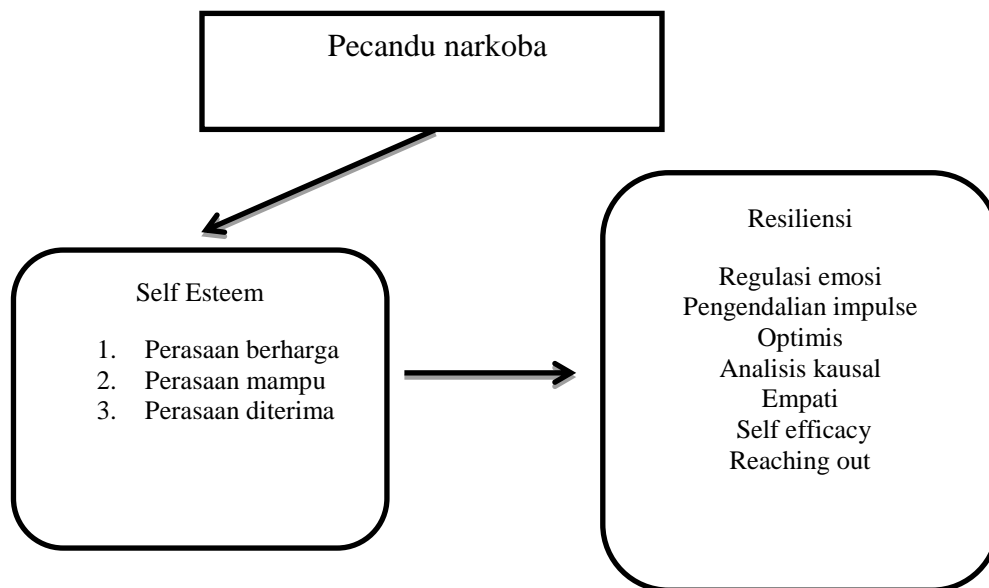 Pecandu narkoba
Self Esteem
1. Perasaan berharga
2. Perasaan mampu
3. Perasaan diterima
Resiliensi
Regulasi emosi
Pengendalian impulse
Optimis
Analisis kausal
Empati
Self efficacy
Reaching out